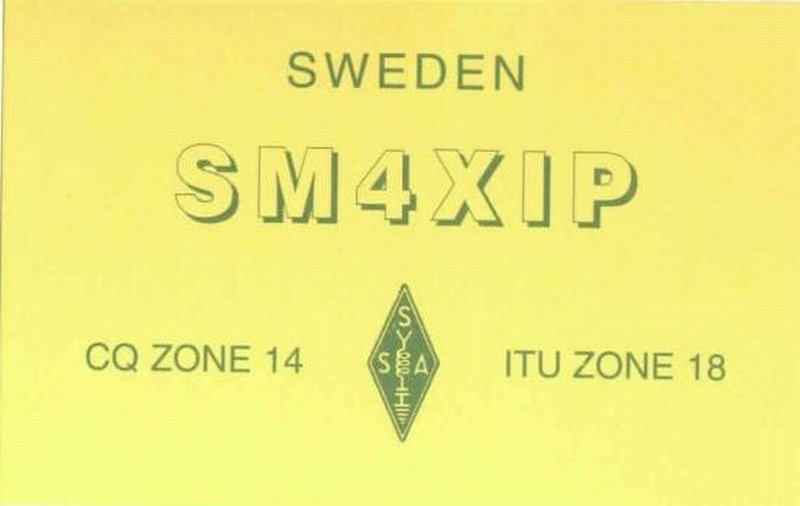 SWEDEN
SM4XIP
CQ ZONE 14
S
Y
S A
ITU ZONE 18